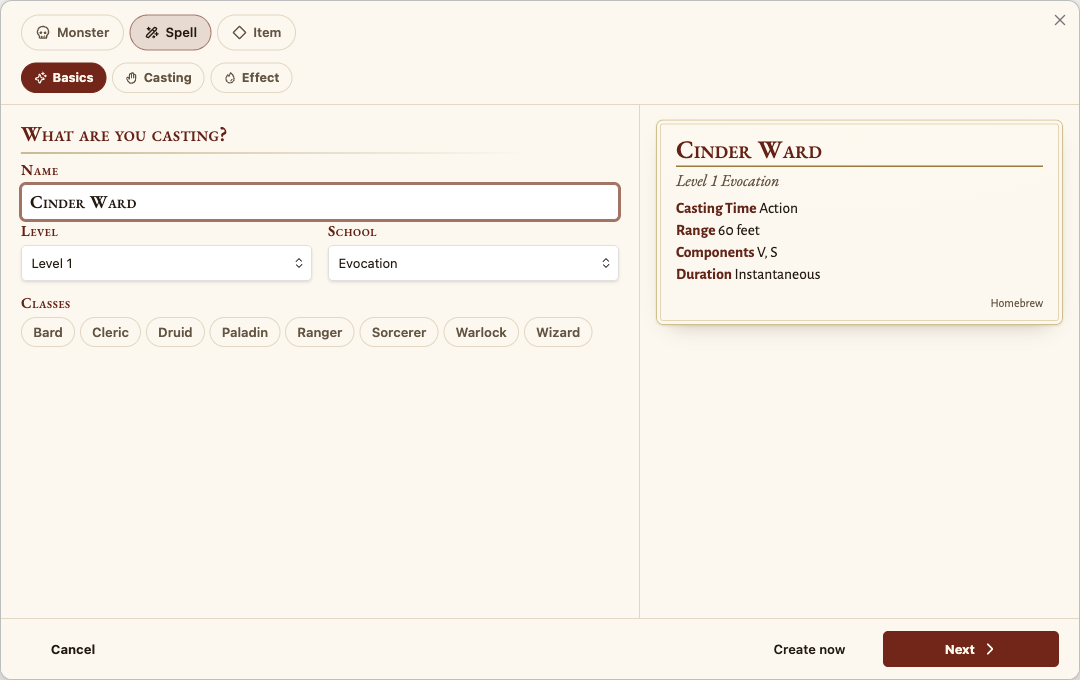 Monster Spell Item
Basics Casting Effect
What are you casting?
Name
Cinder Ward
Level School
Level 1 Evocation
Classes
Bard Cleric Druid Paladin Ranger Sorcerer Warlock Wizard
Cinder Ward
Level 1 Evocation
Casting Time Action
Range 60 feet
Components V, S
Duration Instantaneous
Homebrew
Cancel Create now Next